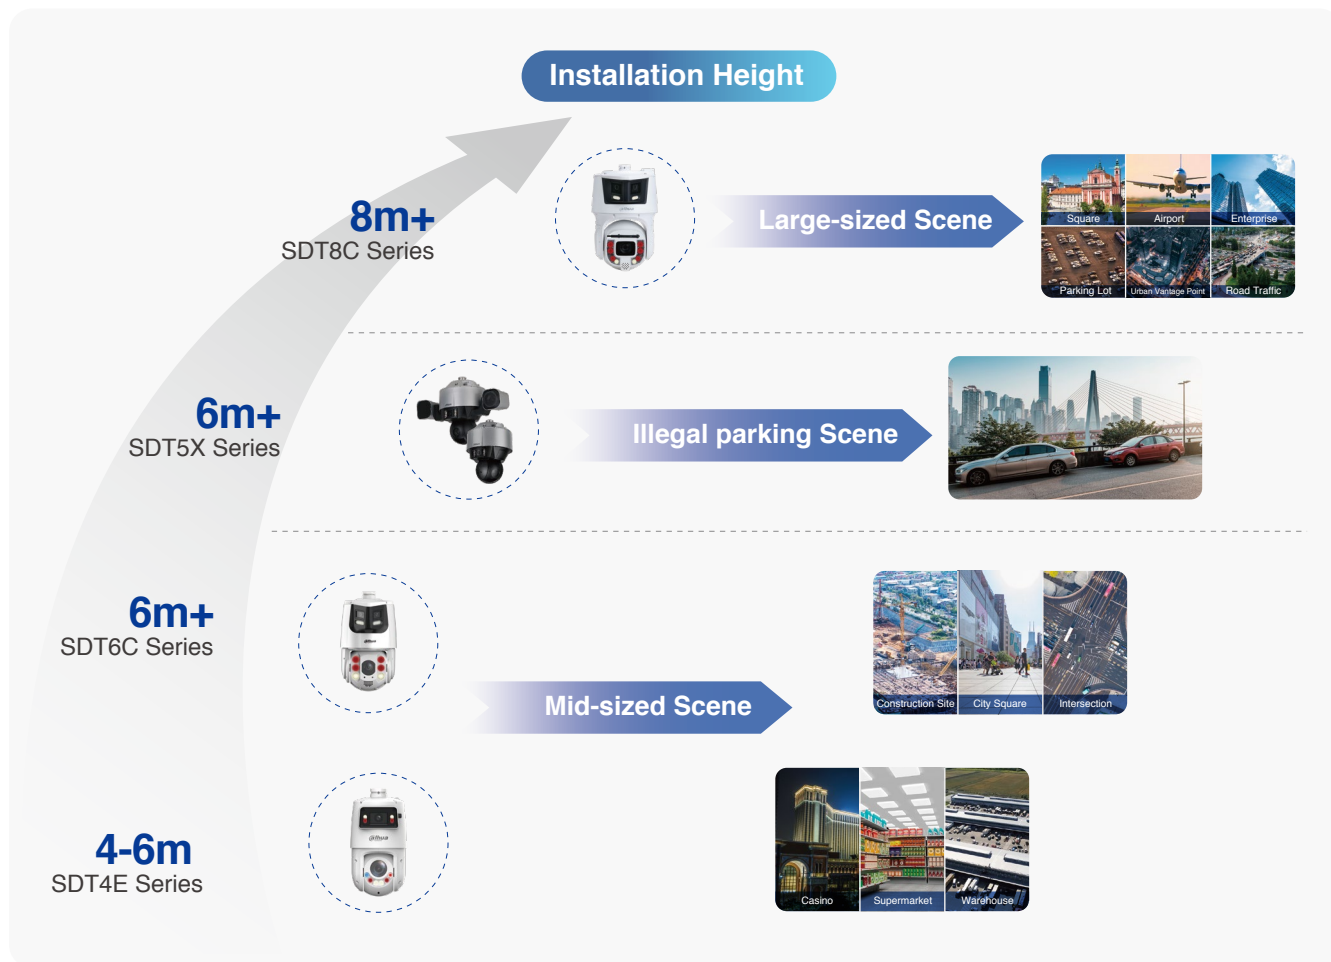 Installation Height
8m+
SDT8C Series
Large-sized Scene
Square
Airport
Enterprise
Parking Lot
Urban Vantage Point
Road Traffic
6m+
SDT5X Series
Illegal parking Scene
6m+
SDT6C Series
alhua
Mid-sized Scene
Construction Site
City Square
Intersection
4-6m
SDT4E Series
alhua
Casino
Supermarket
Warehouse